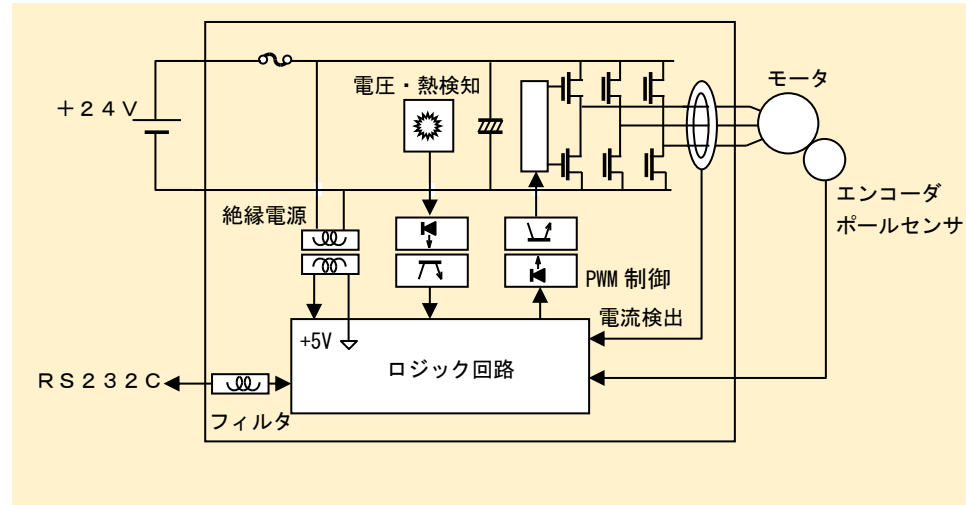 電圧・熱検知
モータ
＋２４Ｖ
エンコーダ
ポールセンサ
絶縁電源
PWM 制御
電流検出
+5V
ロジック回路
ＲＳ２３２Ｃ
フィルタ